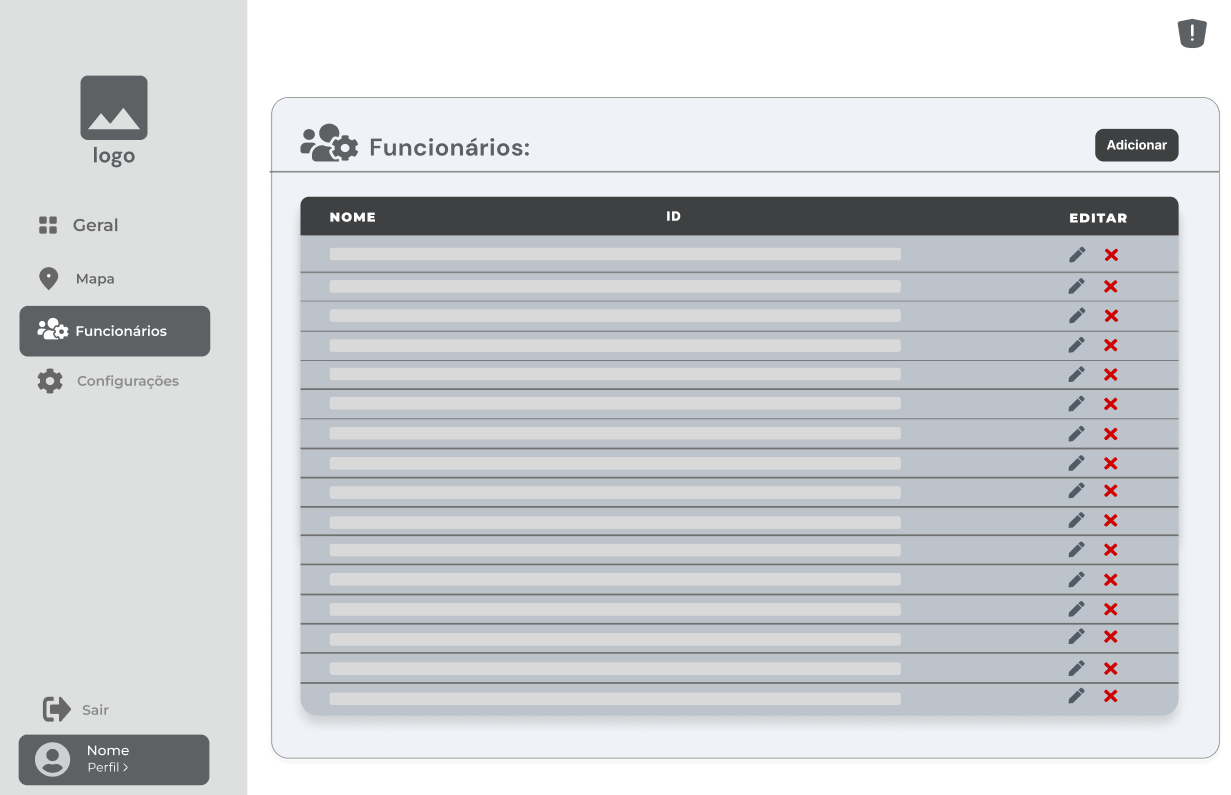 logo
Geral
Mapa
Funcionários
Configurações
Sair
Nome
Perfil >
!
Funcionários:
Adicionar
NOME ID EDITAR